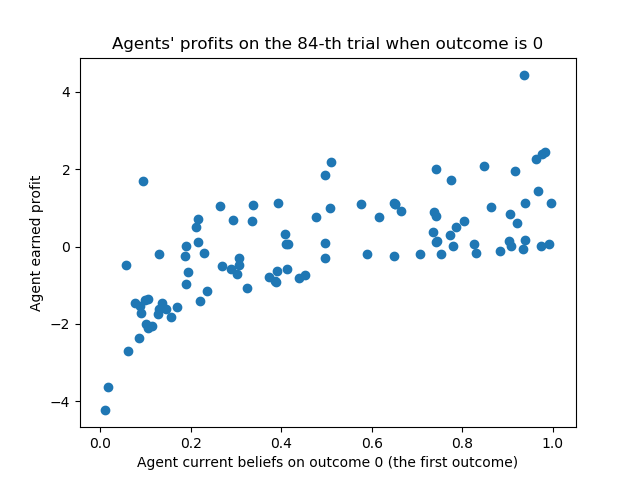 Agents' profits on the 84-th trial when outcome is 0
4
2
0
−2
−4
Agent earned profit
0.0 0.2 0.4 0.6 0.8 1.0
Agent current beliefs on outcome 0 (the first outcome)